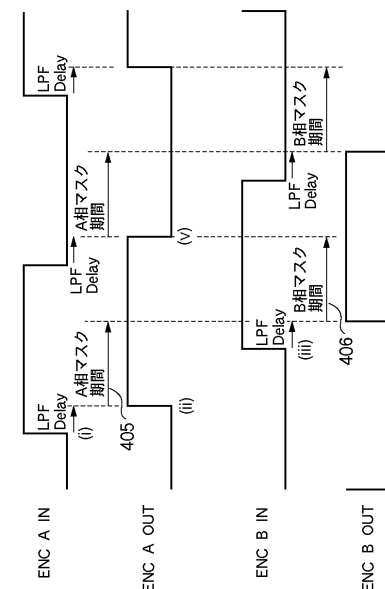 ENC A IN
LPF
Delay
(i)
LPF
Delay
LPF
Delay
A相マスク
期間
405
A相マスク
期間
ENC A OUT
(ii)
(v)
ENC B IN
LPF
Delay
(iii)
LPF
Delay
B相マスク
期間
406
B相マスク
期間
ENC B OUT